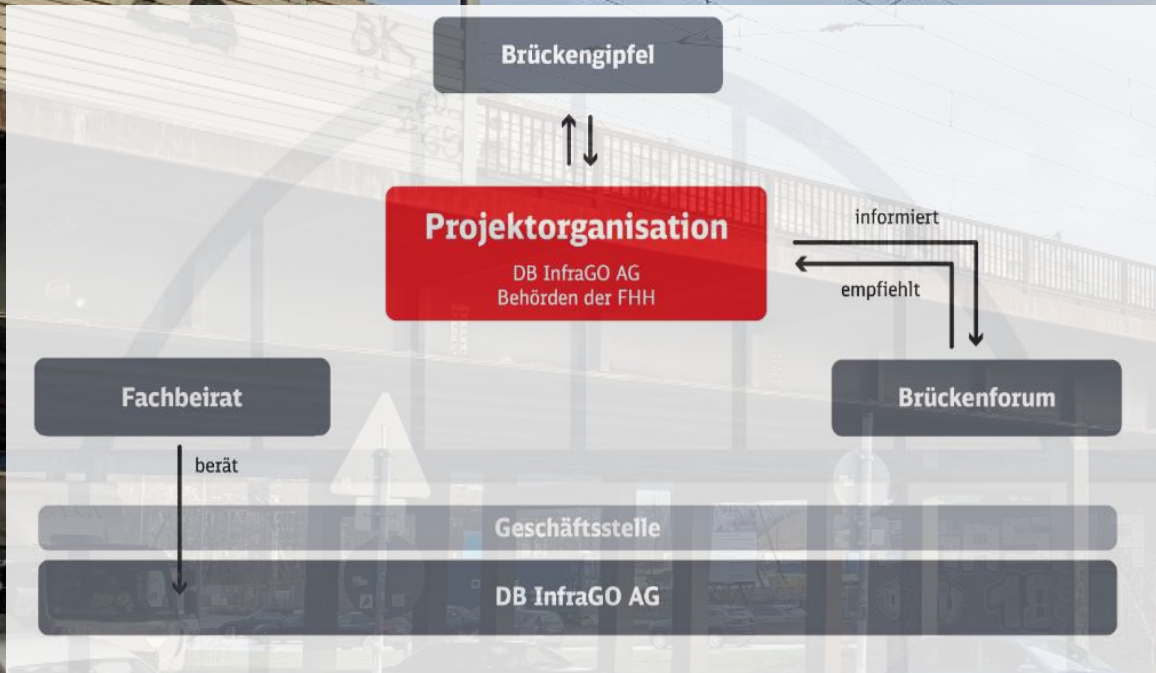 Brückengipfel
Projektorganisation
DB InfraGO AG
Behörden der FHH
informiert
empfiehlt
Fachbeirat
Brückenforum
berät
Geschäftsstelle
DB InfraGO AG